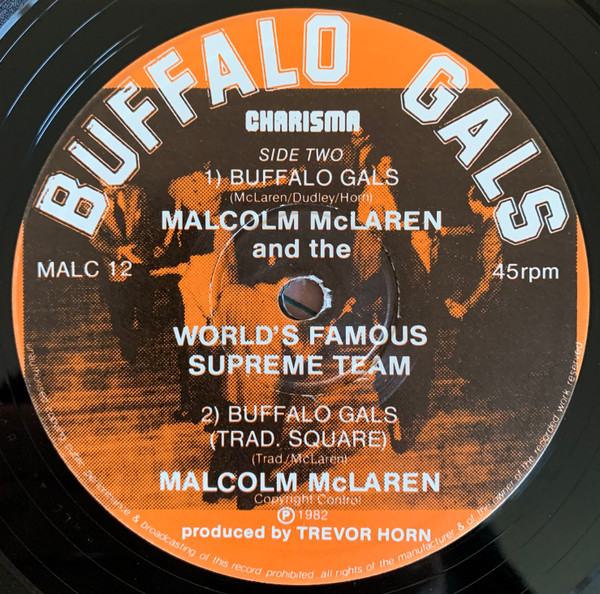 BUFFALO GALS
CHARISMA
SIDE TWO
1) BUFFALO GALS
(McLaren/Dudley/Horn)
MALCOLM McLAREN
and the
MALC 12
45rpm
WORLD'S FAMOUS
SUPREME TEAM
2) BUFFALO GALS
(TRAD. SQUARE)
(Trad./McLaren)
MALCOLM McLAREN
Copyright Control
℗ 1982
produced by TREVOR HORN
public performance & broadcasting of this record prohibited. all rights of the manufacturer & of the owner of the recorded work reserved